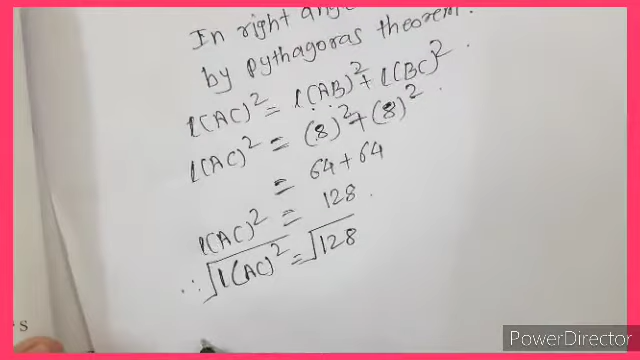 In right ang
by pythagoras theorem.
l(AC)² = l(AB)² + l(BC)².
l(AC)² = (8)² + (8)².
= 64 + 64
l(AC)² = 128.
∴ √l(AC)² = √128
s
PowerDirector